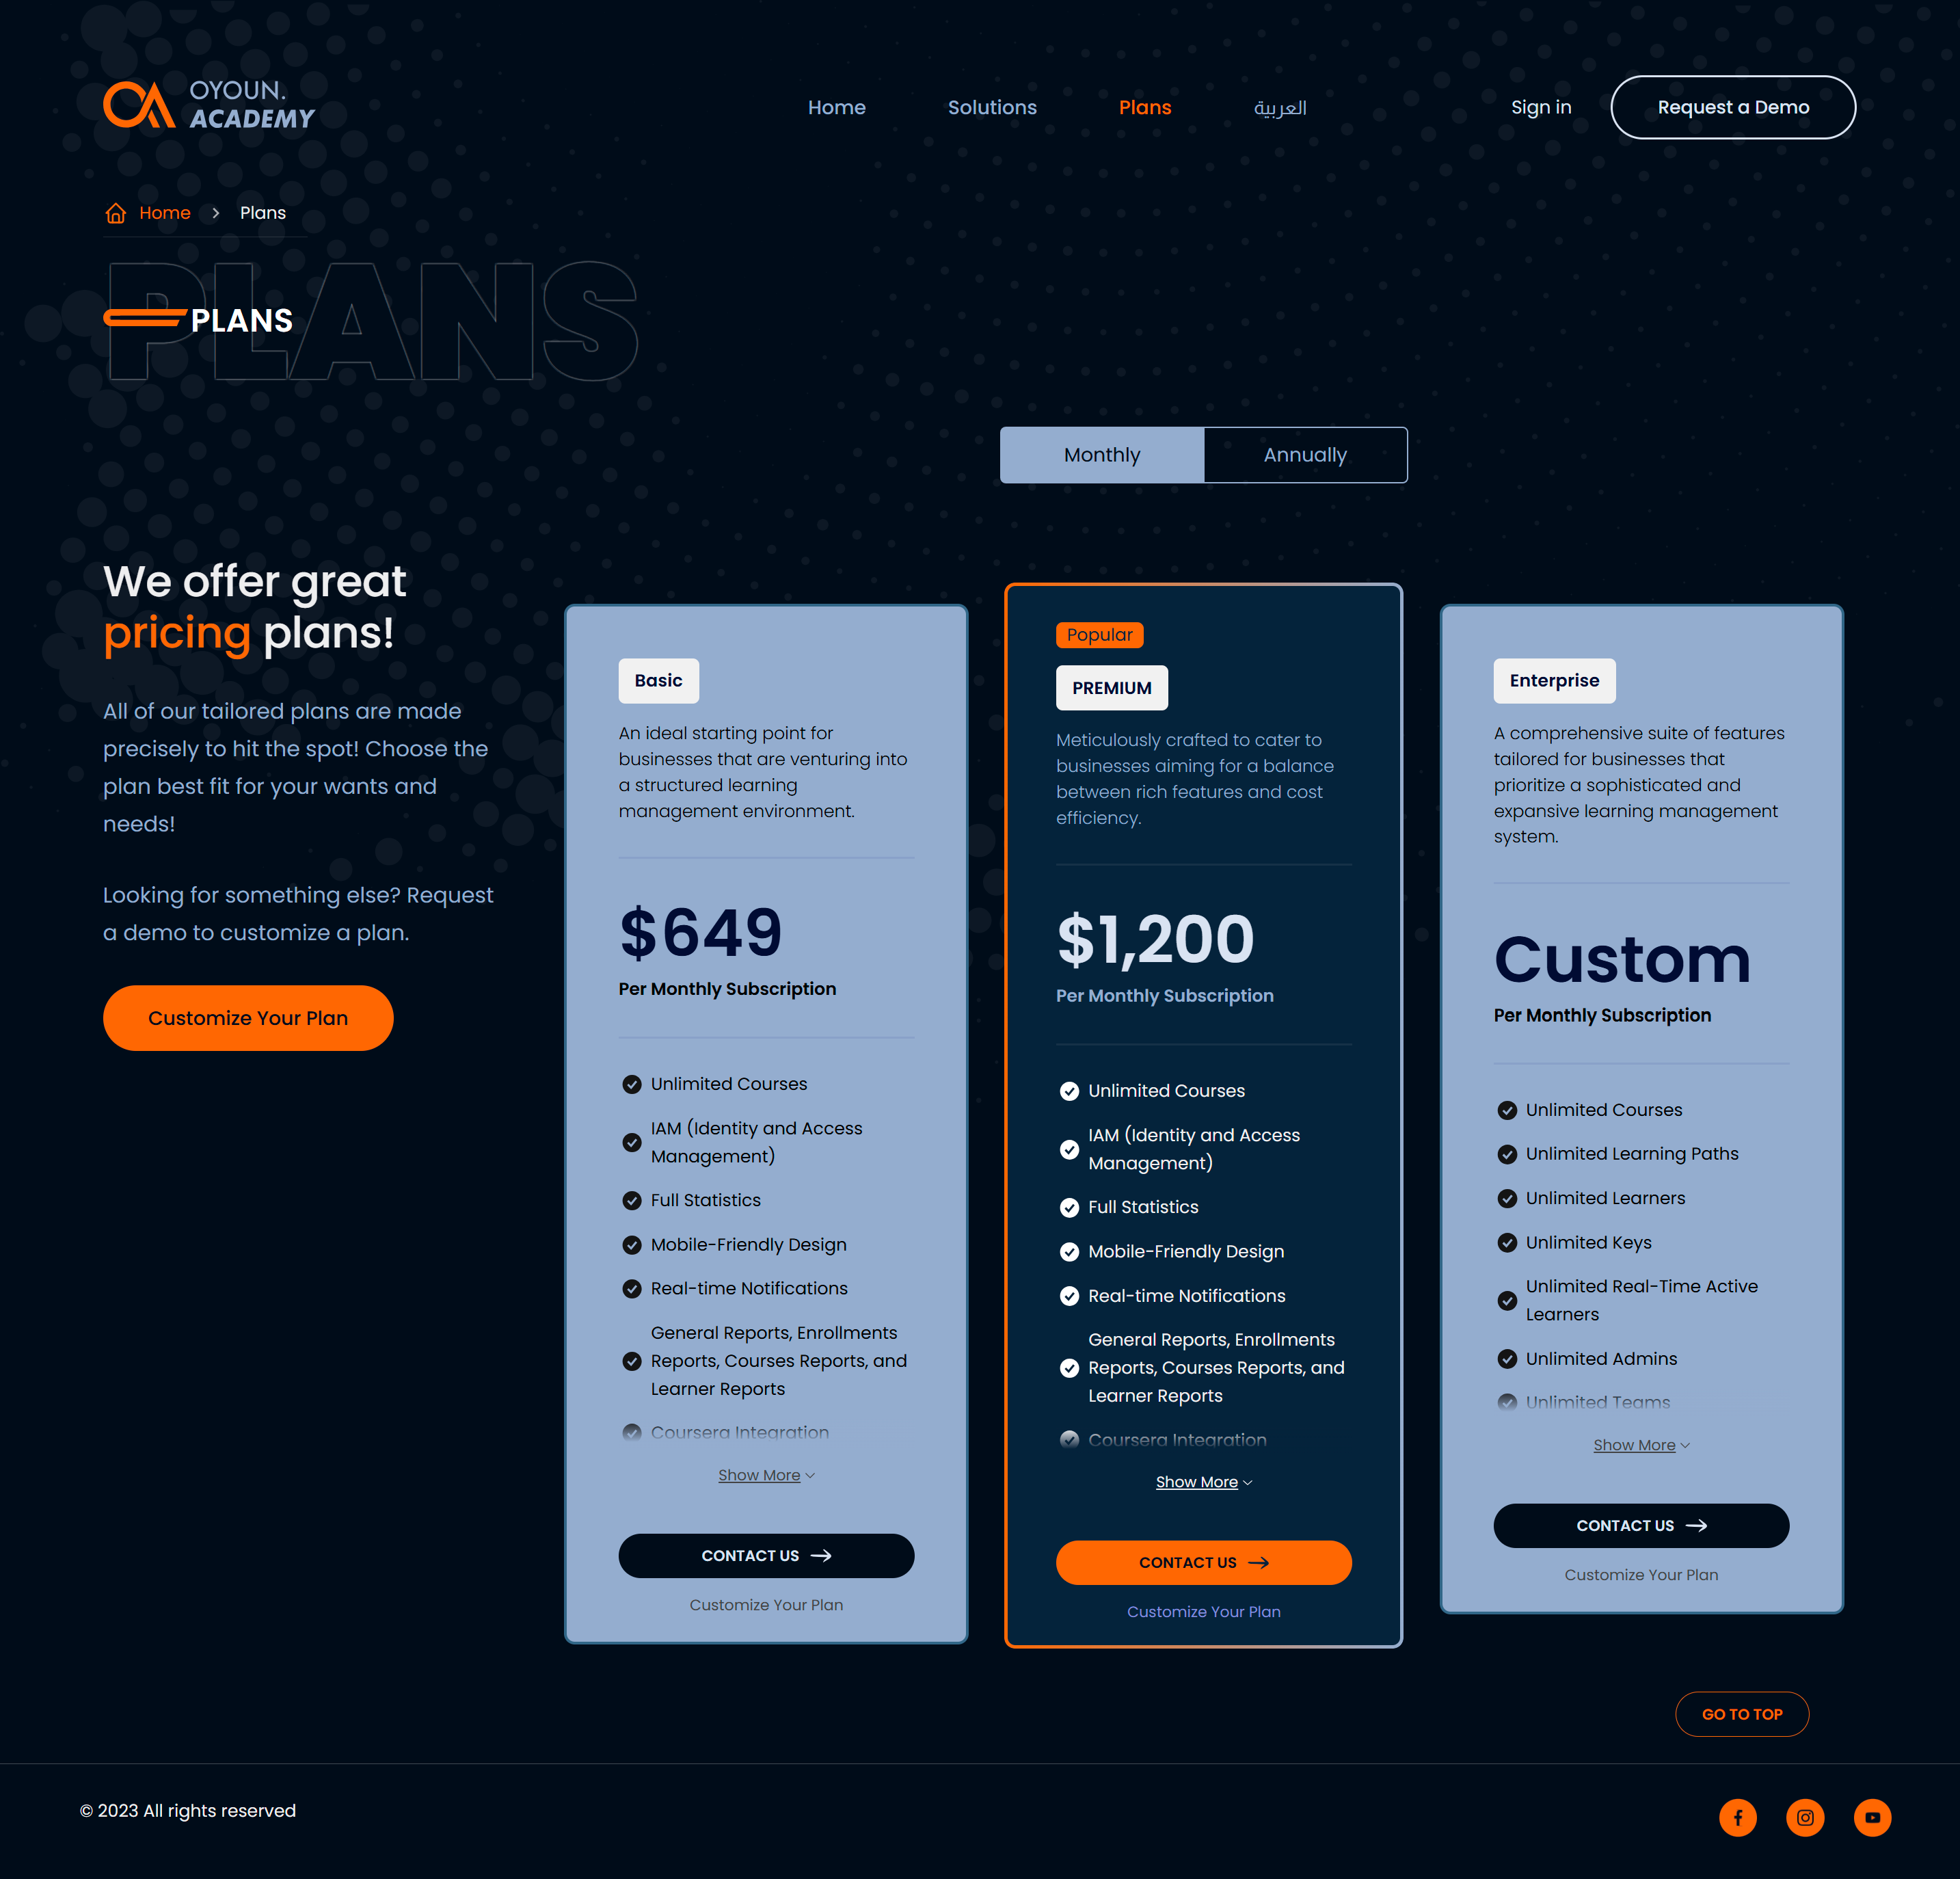 OYOUN.
ACADEMY
Home
Solutions
Plans
العربية
Sign in
Request a Demo
Home
Plans
PLANS
PLANS
Monthly
Annually
We offer great
pricing plans!
All of our tailored plans are made
precisely to hit the spot! Choose the
plan best fit for your wants and
needs!
Looking for something else? Request
a demo to customize a plan.
Customize Your Plan
Basic
An ideal starting point for
businesses that are venturing into
a structured learning
management environment.
$649
Per Monthly Subscription
Unlimited Courses
IAM (Identity and Access
Management)
Full Statistics
Mobile-Friendly Design
Real-time Notifications
General Reports, Enrollments
Reports, Courses Reports, and
Learner Reports
Coursera Integration
Show More
CONTACT US
Customize Your Plan
Popular
PREMIUM
Meticulously crafted to cater to
businesses aiming for a balance
between rich features and cost
efficiency.
$1,200
Per Monthly Subscription
Unlimited Courses
IAM (Identity and Access
Management)
Full Statistics
Mobile-Friendly Design
Real-time Notifications
General Reports, Enrollments
Reports, Courses Reports, and
Learner Reports
Coursera Integration
Show More
CONTACT US
Customize Your Plan
Enterprise
A comprehensive suite of features
tailored for businesses that
prioritize a sophisticated and
expansive learning management
system.
Custom
Per Monthly Subscription
Unlimited Courses
Unlimited Learning Paths
Unlimited Learners
Unlimited Keys
Unlimited Real-Time Active
Learners
Unlimited Admins
Unlimited Teams
Show More
CONTACT US
Customize Your Plan
GO TO TOP
© 2023 All rights reserved